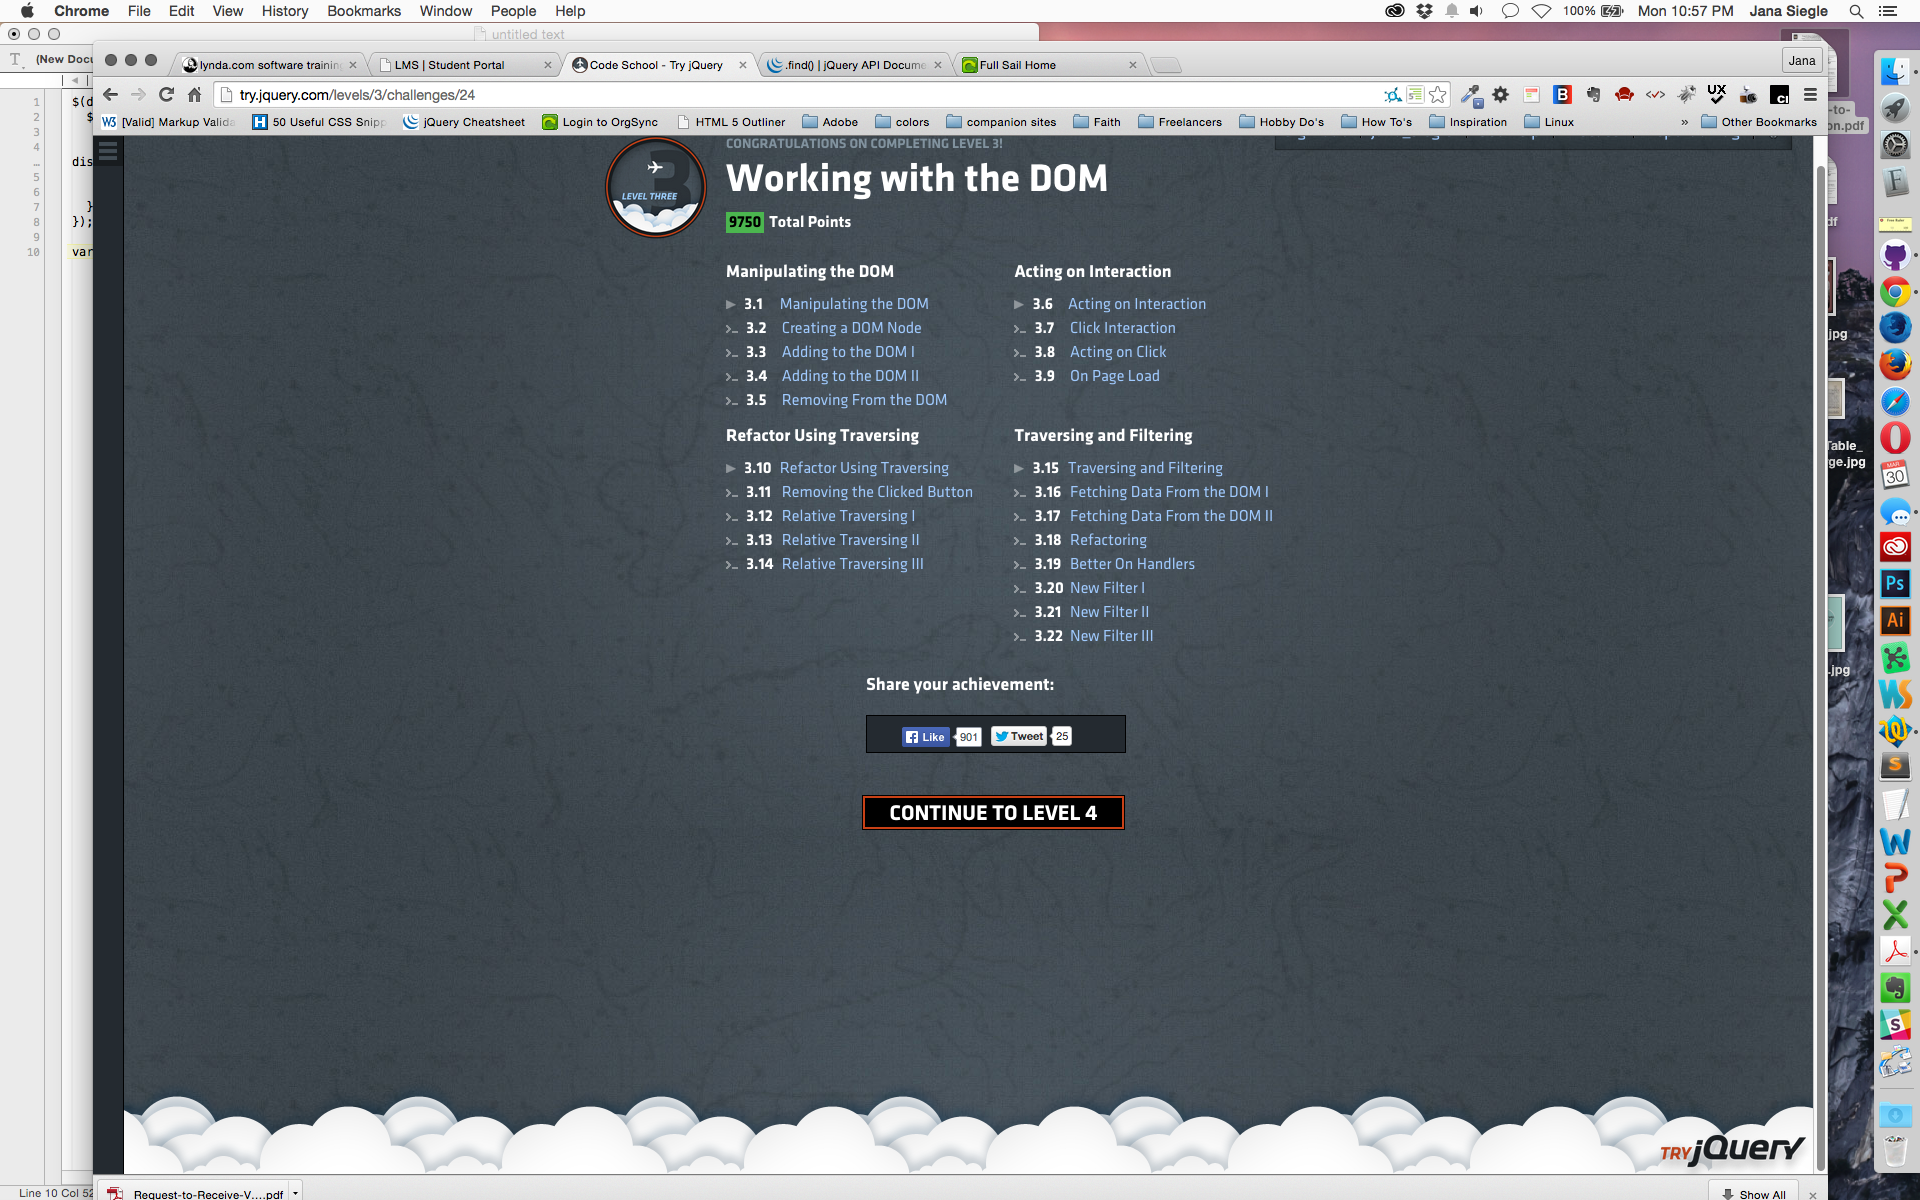 Chrome File Edit View History Bookmarks Window People Help 100% Mon 10:57 PM Jana Siegle
untitled text
(New Docu
lynda.com software training LMS | Student Portal Code School - Try jQuery .find() | jQuery API Docume Full Sail Home Jana
try.jquery.com/levels/3/challenges/24
[Valid] Markup Valida 50 Useful CSS Snipp jQuery Cheatsheet Login to OrgSync HTML 5 Outliner Adobe colors companion sites Faith Freelancers Hobby Do's How To's Inspiration Linux » Other Bookmarks
1 $(d
2 $
3
4
... dis
5
6
7 }
8 });
9
10 var
CONGRATULATIONS ON COMPLETING LEVEL 3!
LEVEL THREE
Working with the DOM
9750 Total Points
Manipulating the DOM
3.1 Manipulating the DOM
3.2 Creating a DOM Node
3.3 Adding to the DOM I
3.4 Adding to the DOM II
3.5 Removing From the DOM
Acting on Interaction
3.6 Acting on Interaction
3.7 Click Interaction
3.8 Acting on Click
3.9 On Page Load
Refactor Using Traversing
3.10 Refactor Using Traversing
3.11 Removing the Clicked Button
3.12 Relative Traversing I
3.13 Relative Traversing II
3.14 Relative Traversing III
Traversing and Filtering
3.15 Traversing and Filtering
3.16 Fetching Data From the DOM I
3.17 Fetching Data From the DOM II
3.18 Refactoring
3.19 Better On Handlers
3.20 New Filter I
3.21 New Filter II
3.22 New Filter III
Share your achievement:
Like 901 Tweet 25
CONTINUE TO LEVEL 4
TRY jQuery
Line 10 Col 52
Request-to-Receive-V....pdf
Show All
-to-
on.pdf
df
.jpg
Table_
ge.jpg
.jpg
MAR
30
Ps
Ai
WS
S